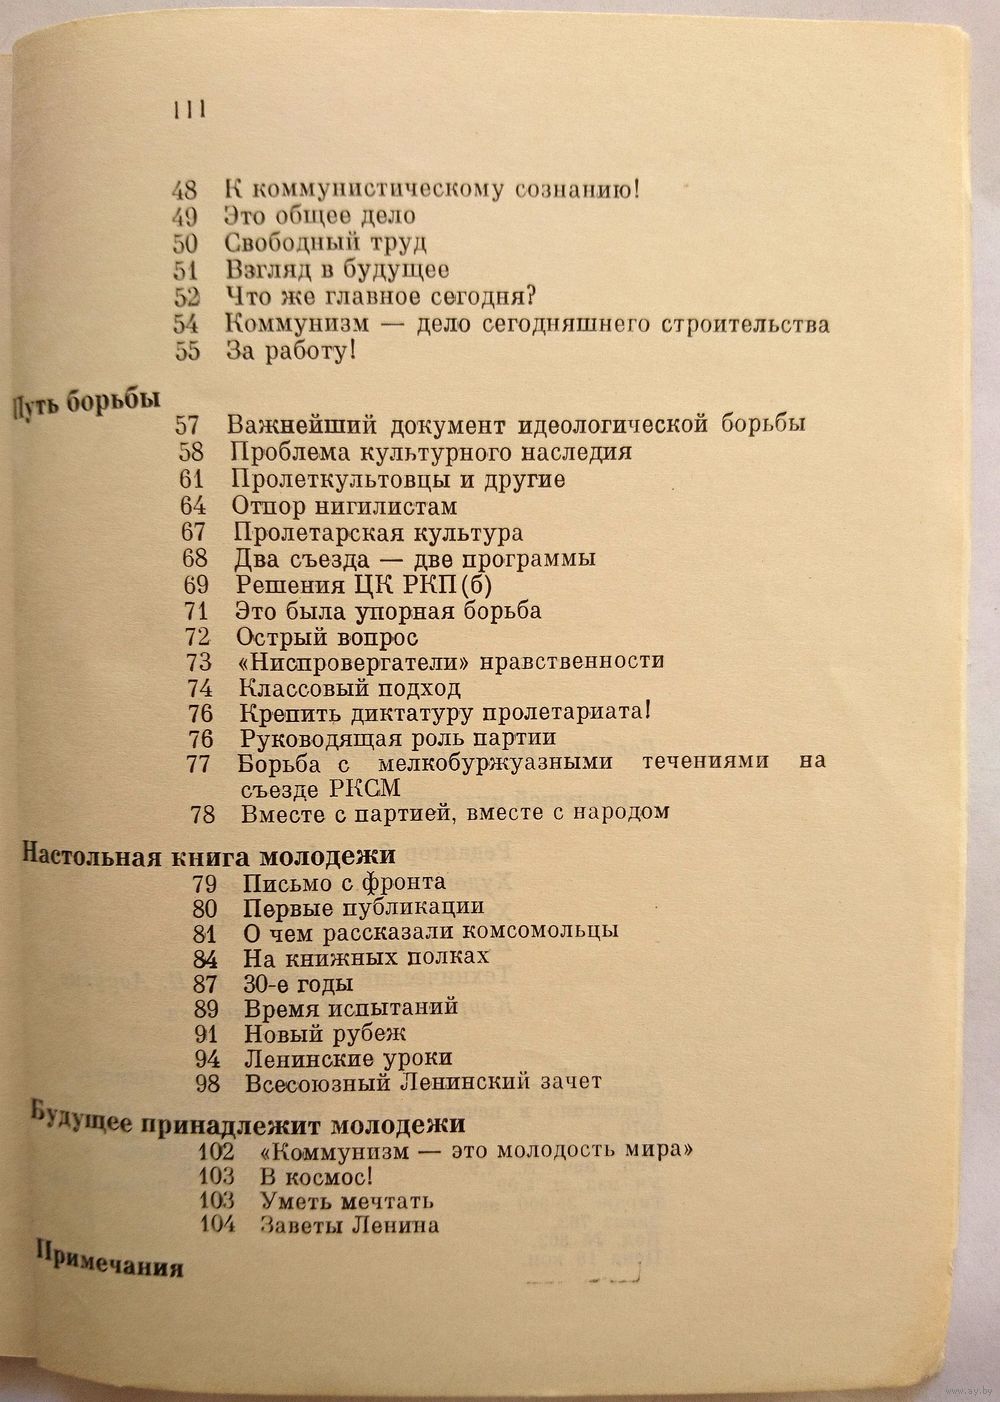 111
48 К коммунистическому сознанию!
49 Это общее дело
50 Свободный труд
51 Взгляд в будущее
52 Что же главное сегодня?
54 Коммунизм — дело сегодняшнего строительства
55 За работу!
Путь борьбы
57 Важнейший документ идеологической борьбы
58 Проблема культурного наследия
61 Пролеткультовцы и другие
64 Отпор нигилистам
67 Пролетарская культура
68 Два съезда — две программы
69 Решения ЦК РКП(б)
71 Это была упорная борьба
72 Острый вопрос
73 «Ниспровергатели» нравственности
74 Классовый подход
76 Крепить диктатуру пролетариата!
76 Руководящая роль партии
77 Борьба с мелкобуржуазными течениями на
съезде РКСМ
78 Вместе с партией, вместе с народом
Настольная книга молодежи
79 Письмо с фронта
80 Первые публикации
81 О чем рассказали комсомольцы
84 На книжных полках
87 30-е годы
89 Время испытаний
91 Новый рубеж
94 Ленинские уроки
98 Всесоюзный Ленинский зачет
Будущее принадлежит молодежи
102 «Коммунизм — это молодость мира»
103 В космос!
103 Уметь мечтать
104 Заветы Ленина
Примечания
www.ay.by